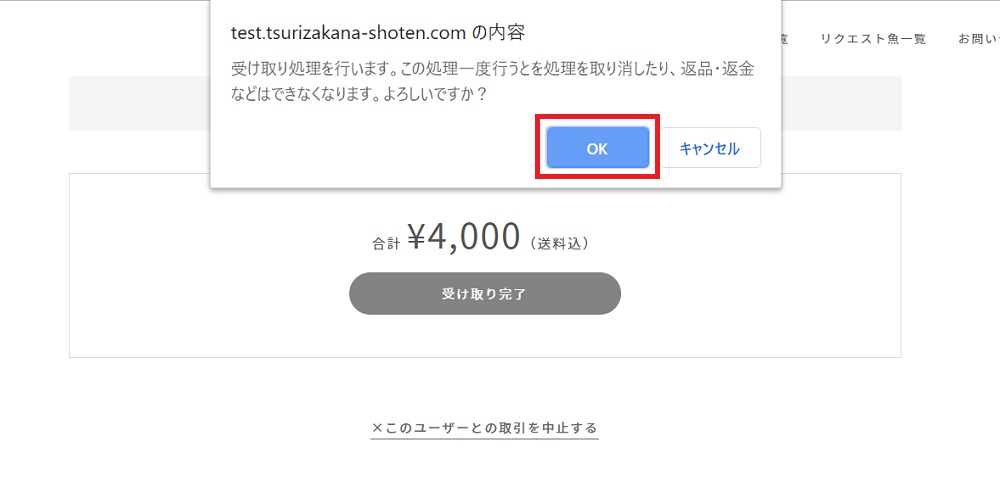 test.tsurizakana-shoten.com の内容
受け取り処理を行います。この処理一度行うとを処理を取り消したり、返品・返金
などはできなくなります。よろしいですか？
OK
キャンセル
覧
リクエスト魚一覧
お問い
合計 ¥4,000（送料込）
受け取り完了
×このユーザーとの取引を中止する